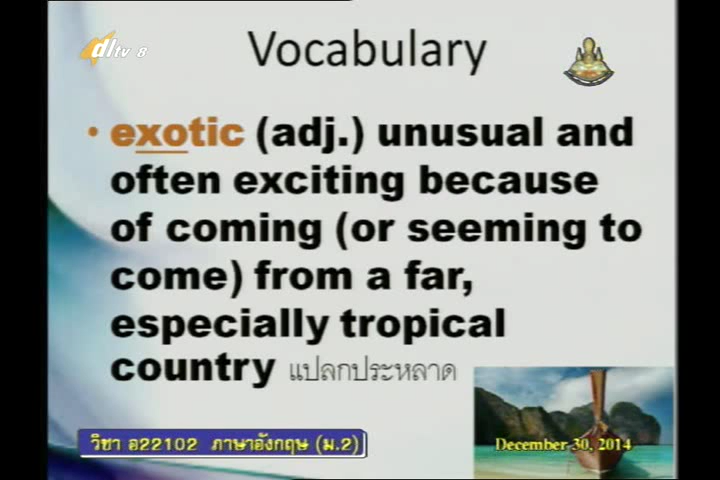 dltv 8
Vocabulary
• exotic (adj.) unusual and
often exciting because
of coming (or seeming to
come) from a far,
especially tropical
country แปลกประหลาด
วิชา อ22102 ภาษาอังกฤษ (ม.2)
December 30, 2014